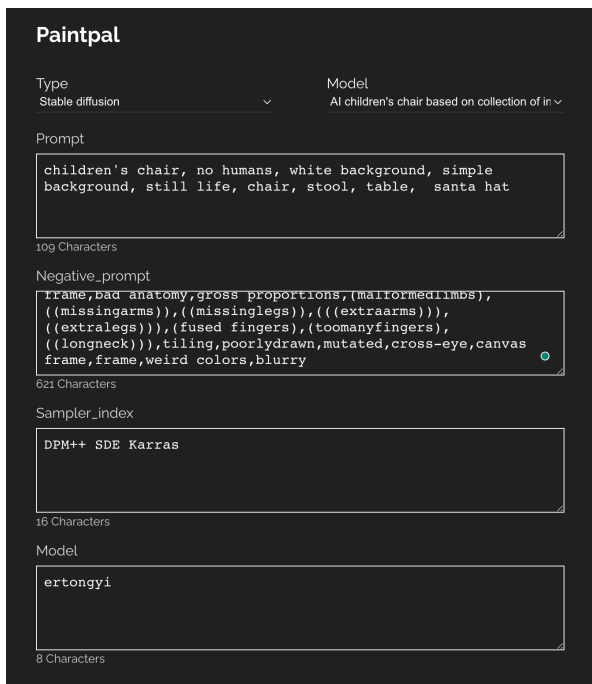 Paintpal
Type
Model
Stable diffusion
AI children's chair based on collection of in
Prompt
children's chair, no humans, white background, simple
background, still life, chair, stool, table,  santa hat
109 Characters
Negative_prompt
frame,bad anatomy,gross proportions,(malformedlimbs),
((missingarms)),((missinglegs)),(((extraarms))),
((extralegs))),(fused fingers),(toomanyfingers),
((longneck))),tiling,poorlydrawn,mutated,cross-eye,canvas
frame,frame,weird colors,blurry
621 Characters
Sampler_index
DPM++ SDE Karras
16 Characters
Model
ertongyi
8 Characters